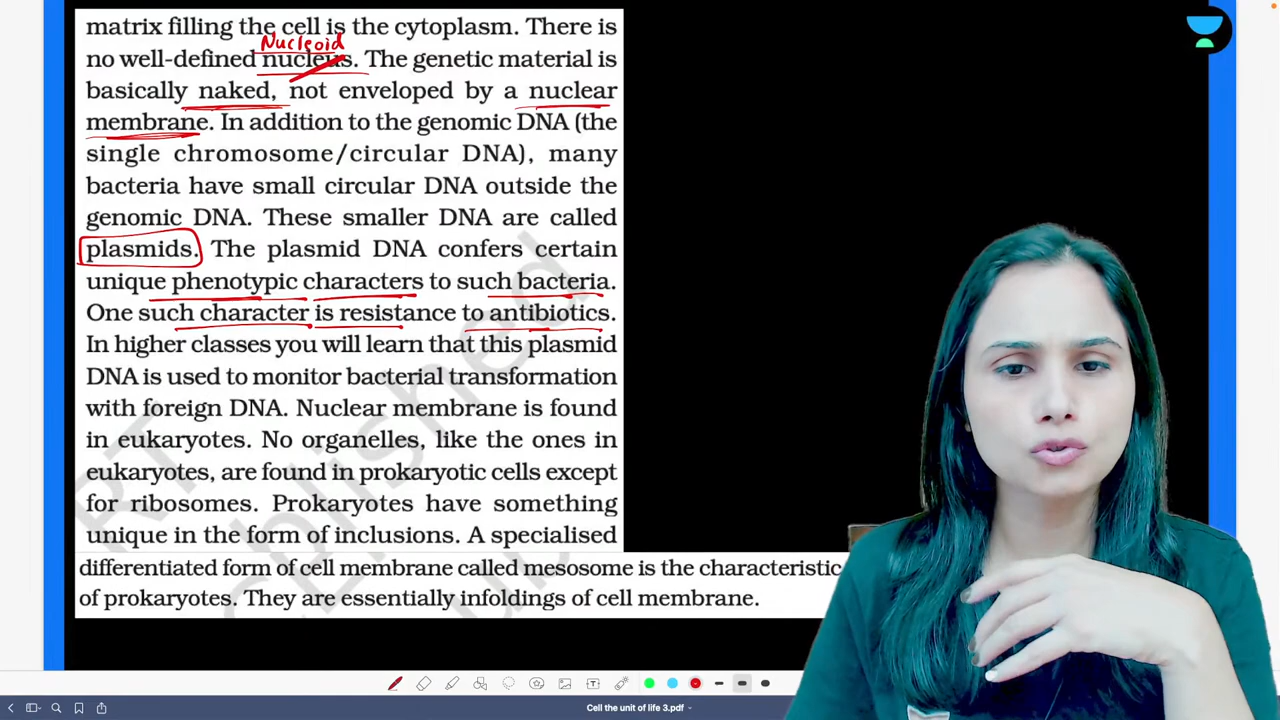 matrix filling the cell is the cytoplasm. There is
Nucleoid
no well-defined nucleus. The genetic material is
basically naked, not enveloped by a nuclear
membrane. In addition to the genomic DNA (the
single chromosome/circular DNA), many
bacteria have small circular DNA outside the
genomic DNA. These smaller DNA are called
plasmids. The plasmid DNA confers certain
unique phenotypic characters to such bacteria.
One such character is resistance to antibiotics.
In higher classes you will learn that this plasmid
DNA is used to monitor bacterial transformation
with foreign DNA. Nuclear membrane is found
in eukaryotes. No organelles, like the ones in
eukaryotes, are found in prokaryotic cells except
for ribosomes. Prokaryotes have something
unique in the form of inclusions. A specialised
differentiated form of cell membrane called mesosome is the characteristic
of prokaryotes. They are essentially infoldings of cell membrane.
Cell the unit of life 3.pdf